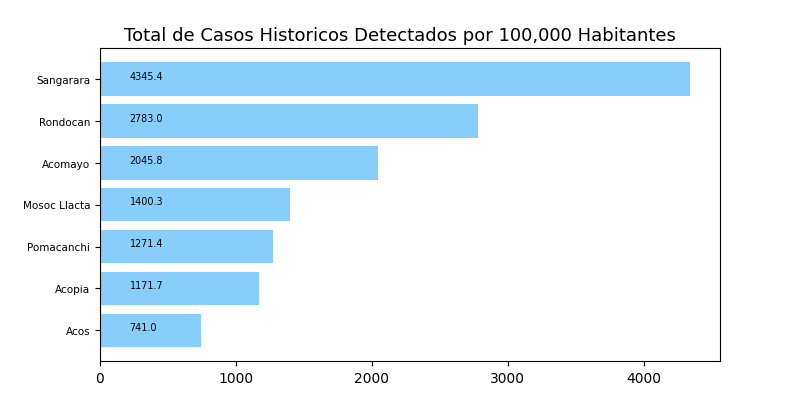 Total de Casos Historicos Detectados por 100,000 Habitantes
Sangarara 4345.4
Rondocan 2783.0
Acomayo 2045.8
Mosoc Llacta 1400.3
Pomacanchi 1271.4
Acopia 1171.7
Acos 741.0
0 1000 2000 3000 4000